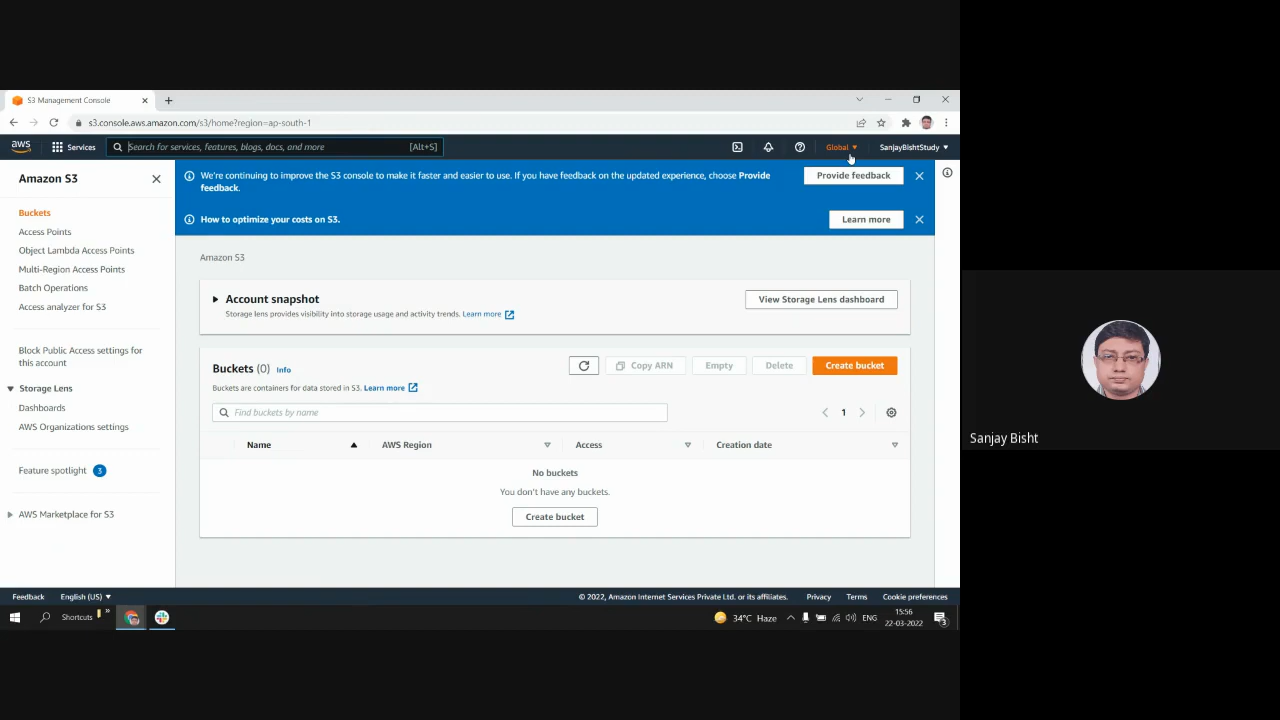 S3 Management Console
s3.console.aws.amazon.com/s3/home?region=ap-south-1
aws
Services
Search for services, features, blogs, docs, and more
[Alt+S]
Global
SanjayBishtStudy
Amazon S3
Buckets
Access Points
Object Lambda Access Points
Multi-Region Access Points
Batch Operations
Access analyzer for S3
Block Public Access settings for
this account
Storage Lens
Dashboards
AWS Organizations settings
Feature spotlight
3
AWS Marketplace for S3
We're continuing to improve the S3 console to make it faster and easier to use. If you have feedback on the updated experience, choose Provide
feedback.
Provide feedback
How to optimize your costs on S3.
Learn more
Amazon S3
Account snapshot
Storage lens provides visibility into storage usage and activity trends. Learn more
View Storage Lens dashboard
Buckets (0)
Info
Copy ARN
Empty
Delete
Create bucket
Buckets are containers for data stored in S3. Learn more
Find buckets by name
1
Name
AWS Region
Access
Creation date
No buckets
You don't have any buckets.
Create bucket
Feedback
English (US)
© 2022, Amazon Internet Services Private Ltd. or its affiliates.
Privacy
Terms
Cookie preferences
Shortcuts
34°C Haze
ENG
15:56
22-03-2022
3
Sanjay Bisht